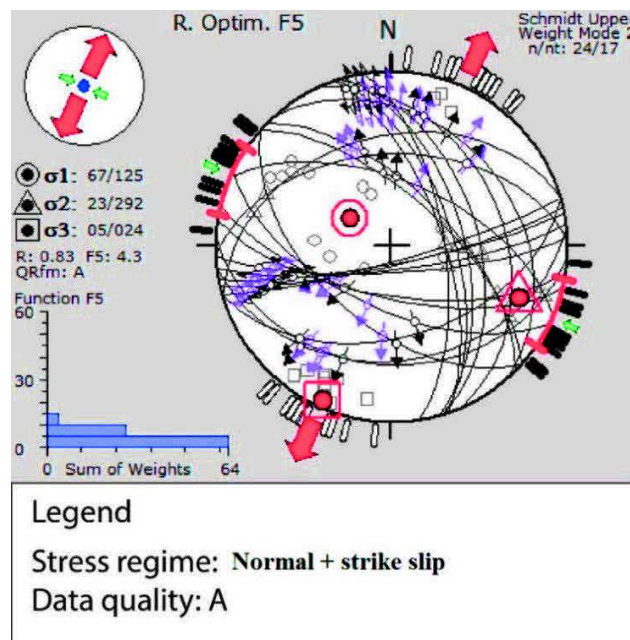 R. Optim. F5
N
Schmidt Uppe
Weight Mode 2
n/nt: 24/17
σ1: 67/125
σ2: 23/292
σ3: 05/024
R: 0.83 F5: 4.3
QRfm: A
Function F5
60
30
0
0 Sum of Weights 64
Legend
Stress regime: Normal + strike slip
Data quality: A